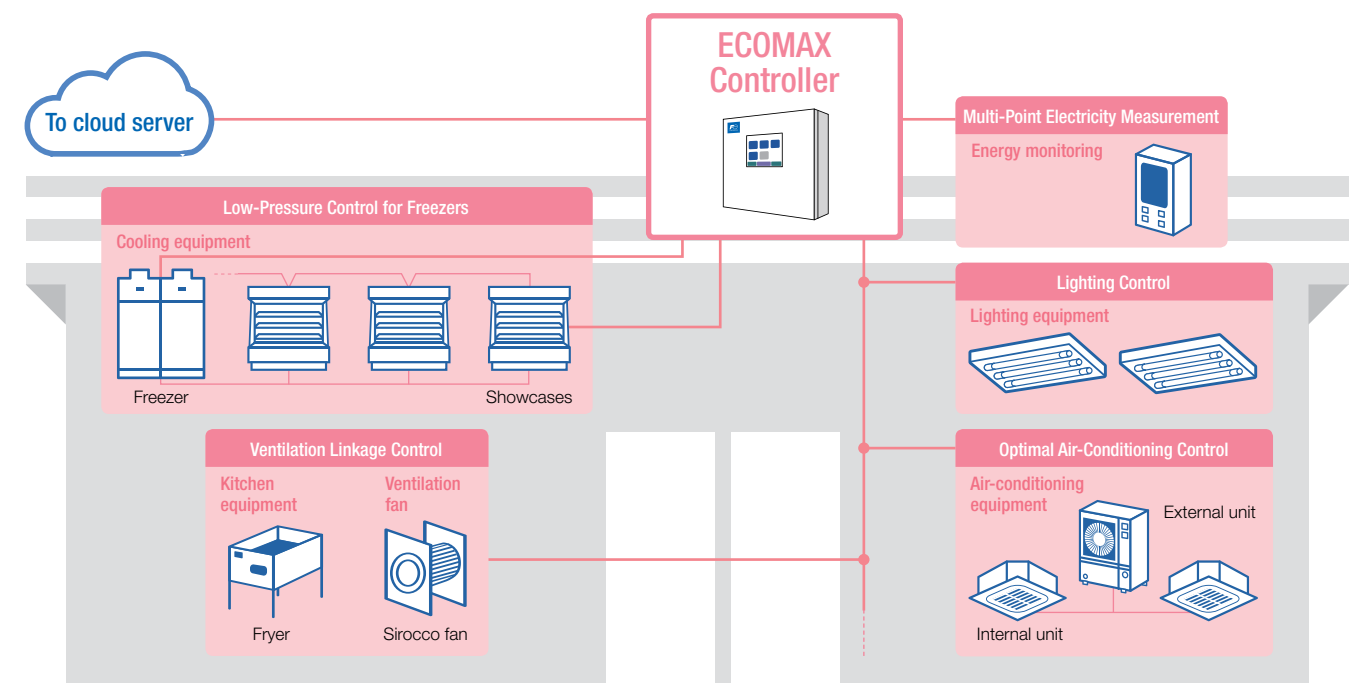 ECOMAX
Controller
To cloud server
Multi-Point Electricity Measurement
Energy monitoring
Low-Pressure Control for Freezers
Cooling equipment
Freezer
Showcases
Lighting Control
Lighting equipment
Ventilation Linkage Control
Kitchen
equipment
Ventilation
fan
Fryer
Sirocco fan
Optimal Air-Conditioning Control
Air-conditioning
equipment
External unit
Internal unit